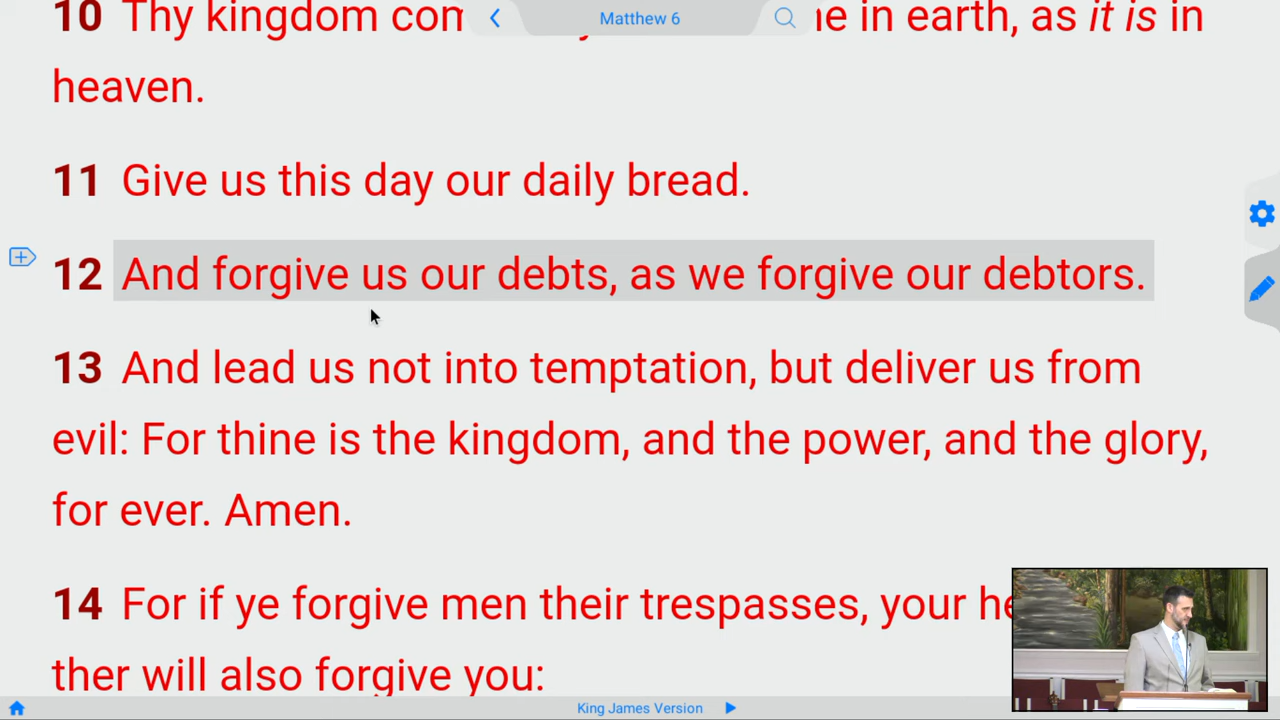 10 Thy kingdom in earth, as it is in
Matthew 6
heaven.
11 Give us this day our daily bread.
12 And forgive us our debts, as we forgive our debtors.
13 And lead us not into temptation, but deliver us from
evil: For thine is the kingdom, and the power, and the glory,
for ever. Amen.
14 For if ye forgive men their trespasses, your
ther will also forgive you:
King James Version